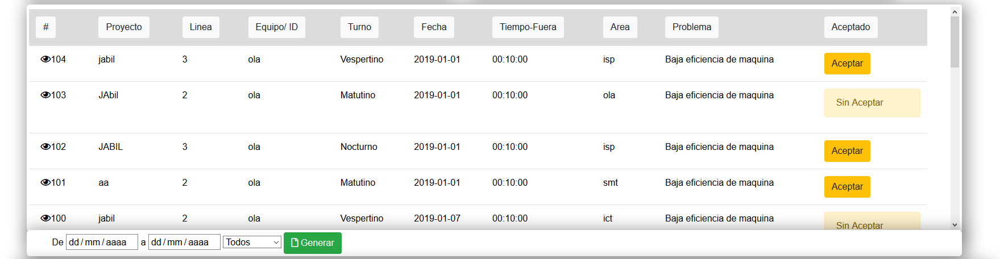 # Proyecto Linea Equipo/ ID Turno Fecha Tiempo-Fuera Area Problema Aceptado
104 jabil 3 ola Vespertino 2019-01-01 00:10:00 isp Baja eficiencia de maquina Aceptar
103 JAbil 2 ola Matutino 2019-01-01 00:10:00 ola Baja eficiencia de maquina Sin Aceptar
102 JABIL 3 ola Nocturno 2019-01-01 00:10:00 isp Baja eficiencia de maquina Aceptar
101 aa 2 ola Matutino 2019-01-01 00:10:00 smt Baja eficiencia de maquina Aceptar
100 jabil 2 ola Vespertino 2019-01-07 00:10:00 ict Baja eficiencia de maquina Sin Aceptar
De dd/mm/aaaa a dd/mm/aaaa Todos Generar